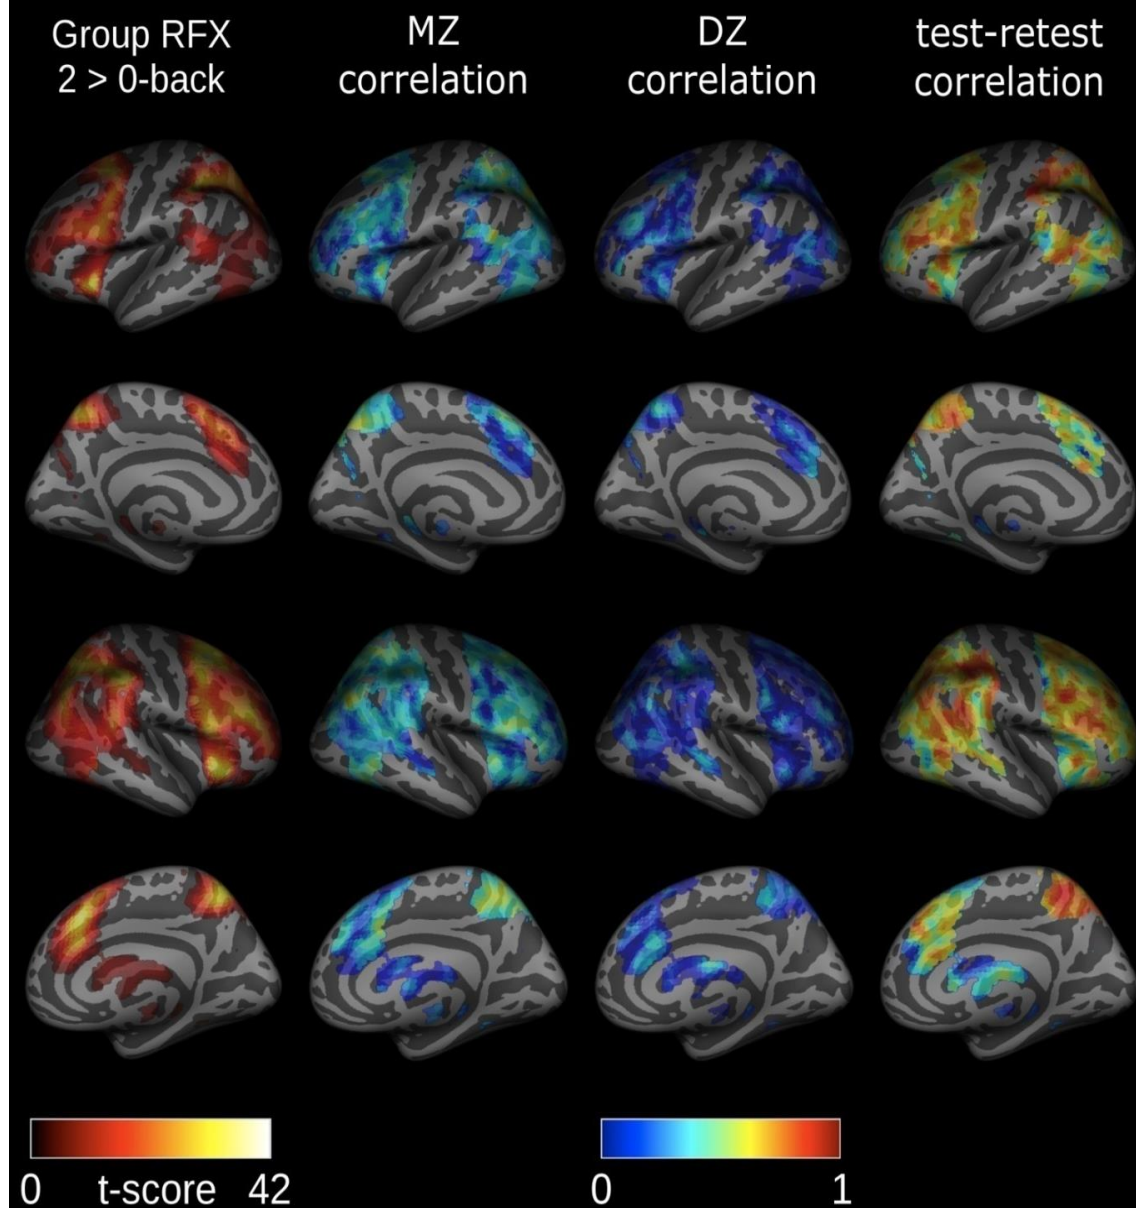 Group RFX
2 > 0-back
MZ
correlation
DZ
correlation
test-retest
correlation
0 t-score 42
0 1